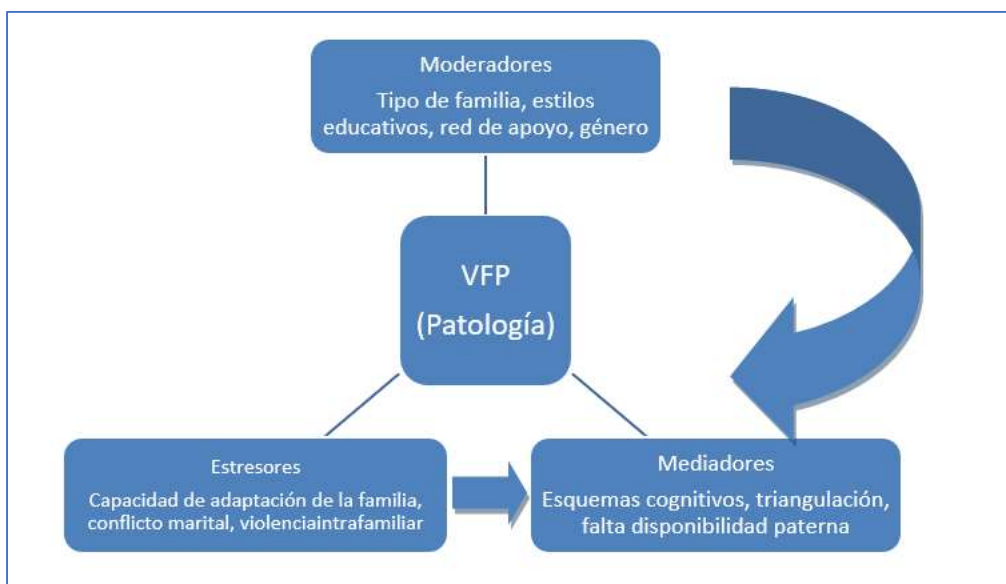 Moderadores
Tipo de familia, estilos
educativos, red de apoyo, género
VFP
(Patología)
Estresores
Capacidad de adaptación de la familia,
conflicto marital, violenciaintrafamiliar
Mediadores
Esquemas cognitivos, triangulación,
falta disponibilidad paterna